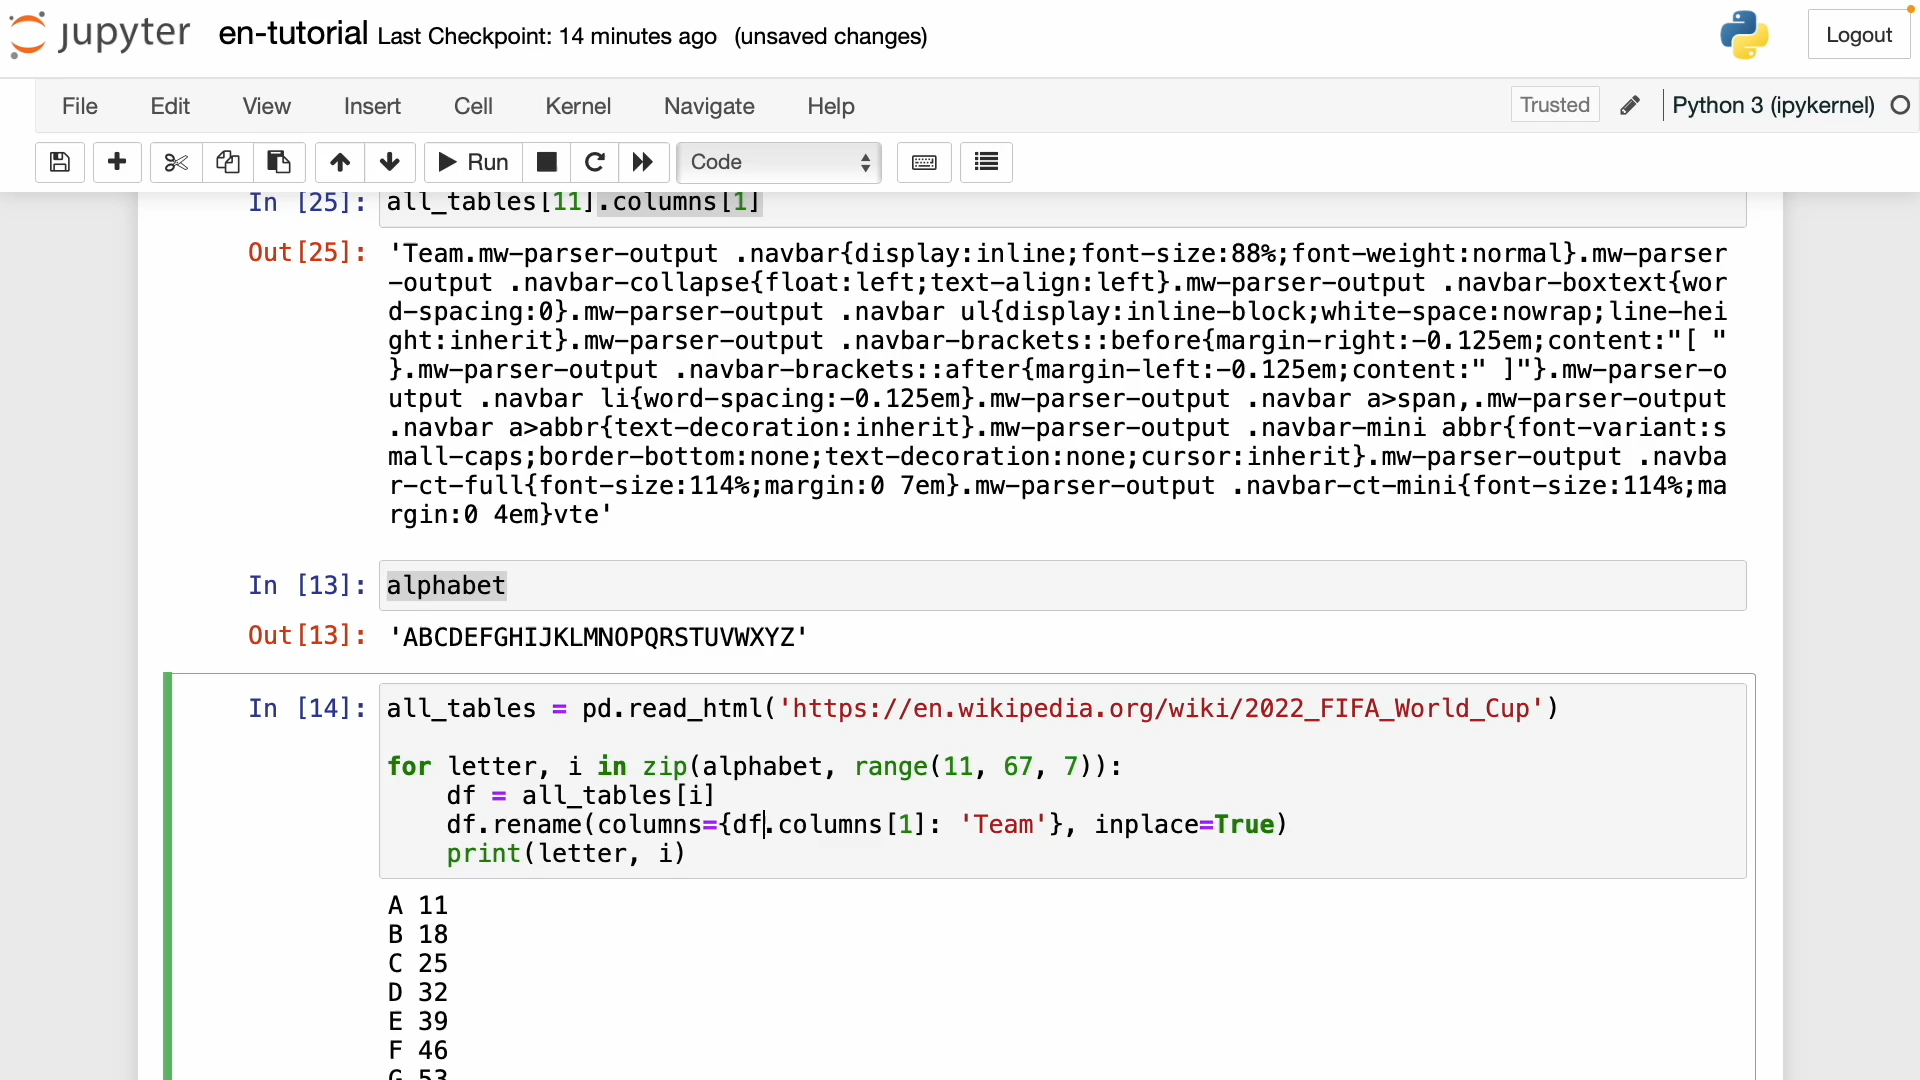 jupyter en-tutorial Last Checkpoint: 14 minutes ago (unsaved changes) Logout
File Edit View Insert Cell Kernel Navigate Help Trusted Python 3 (ipykernel)
Run Code
In [25]: all_tables[11].columns[1]
Out[25]: 'Team.mw-parser-output .navbar{display:inline;font-size:88%;font-weight:normal}.mw-parser
-output .navbar-collapse{float:left;text-align:left}.mw-parser-output .navbar-boxtext{wor
d-spacing:0}.mw-parser-output .navbar ul{display:inline-block;white-space:nowrap;line-hei
ght:inherit}.mw-parser-output .navbar-brackets::before{margin-right:-0.125em;content:"[ "
}.mw-parser-output .navbar-brackets::after{margin-left:-0.125em;content:" ]"}.mw-parser-o
utput .navbar li{word-spacing:-0.125em}.mw-parser-output .navbar a>span,.mw-parser-output
.navbar a>abbr{text-decoration:inherit}.mw-parser-output .navbar-mini abbr{font-variant:s
mall-caps;border-bottom:none;text-decoration:none;cursor:inherit}.mw-parser-output .navba
r-ct-full{font-size:114%;margin:0 7em}.mw-parser-output .navbar-ct-mini{font-size:114%;ma
rgin:0 4em}vte'
In [13]: alphabet
Out[13]: 'ABCDEFGHIJKLMNOPQRSTUVWXYZ'
In [14]: all_tables = pd.read_html('https://en.wikipedia.org/wiki/2022_FIFA_World_Cup')
for letter, i in zip(alphabet, range(11, 67, 7)):
    df = all_tables[i]
    df.rename(columns={df.columns[1]: 'Team'}, inplace=True)
    print(letter, i)
A 11
B 18
C 25
D 32
E 39
F 46
G 53